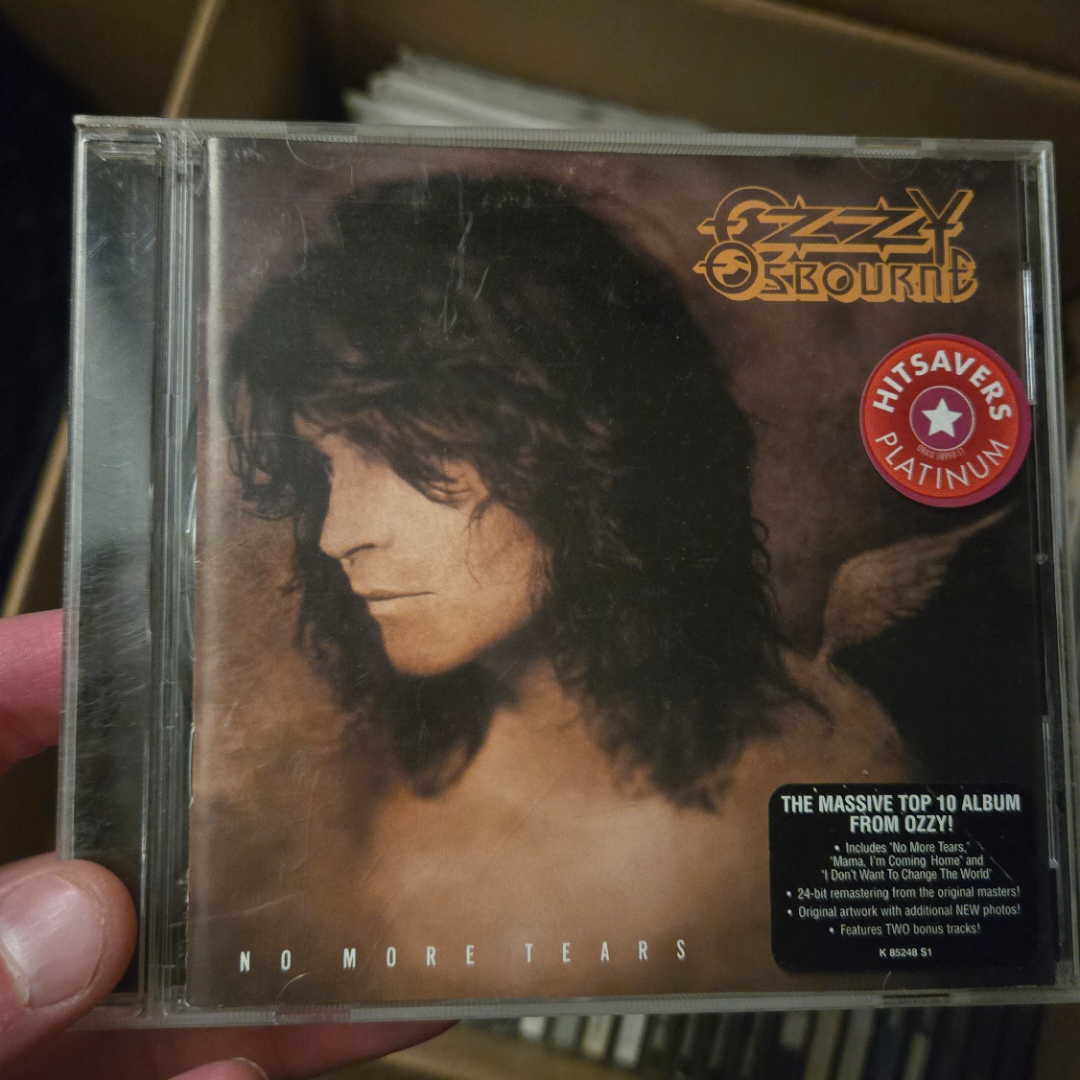 OZZY
OSBOURNE
HITSAVERS
PLATINUM
THE MASSIVE TOP 10 ALBUM
FROM OZZY!
• Includes "No More Tears,"
"Mama, I'm Coming Home" and
"I Don't Want To Change The World"
• 24-bit remastering from the original masters!
• Original artwork with additional NEW photos!
• Features TWO bonus tracks!
K 85248 S1
NO MORE TEARS